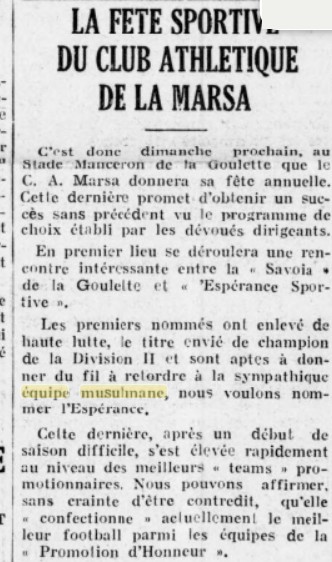 LA FETE SPORTIVE
DU CLUB ATHLETIQUE
DE LA MARSA
C'est donc dimanche prochain, au
Stade Manceron de la Goulette que le
C. A. Marsa donnera sa fête annuelle.
Cette dernière promet d'obtenir un suc-
cès sans précédent vu le programme de
choix établi par les dévoués dirigeants.
En premier lieu se déroulera une ren-
contre intéressante entre la « Savoia »
de la Goulette et « 'Espérance Spor-
tive ».
Les premiers nommés ont enlevé de
haute lutte, le titre envié de champion
de la Division II et sont aptes à don-
ner du fil à retordre à la sympathique
équipe musulmane, nous voulons nom-
mer l'Espérance.
Cette dernière, après un début de
saison difficile, s'est élevée rapidement
au niveau des meilleurs « teams » pro-
motionnaires. Nous pouvons affirmer,
sans crainte d'être contredit, qu'elle
« confectionne » actuellement le meil-
leur football parmi les équipes de la
« Promotion d'Honneur ».